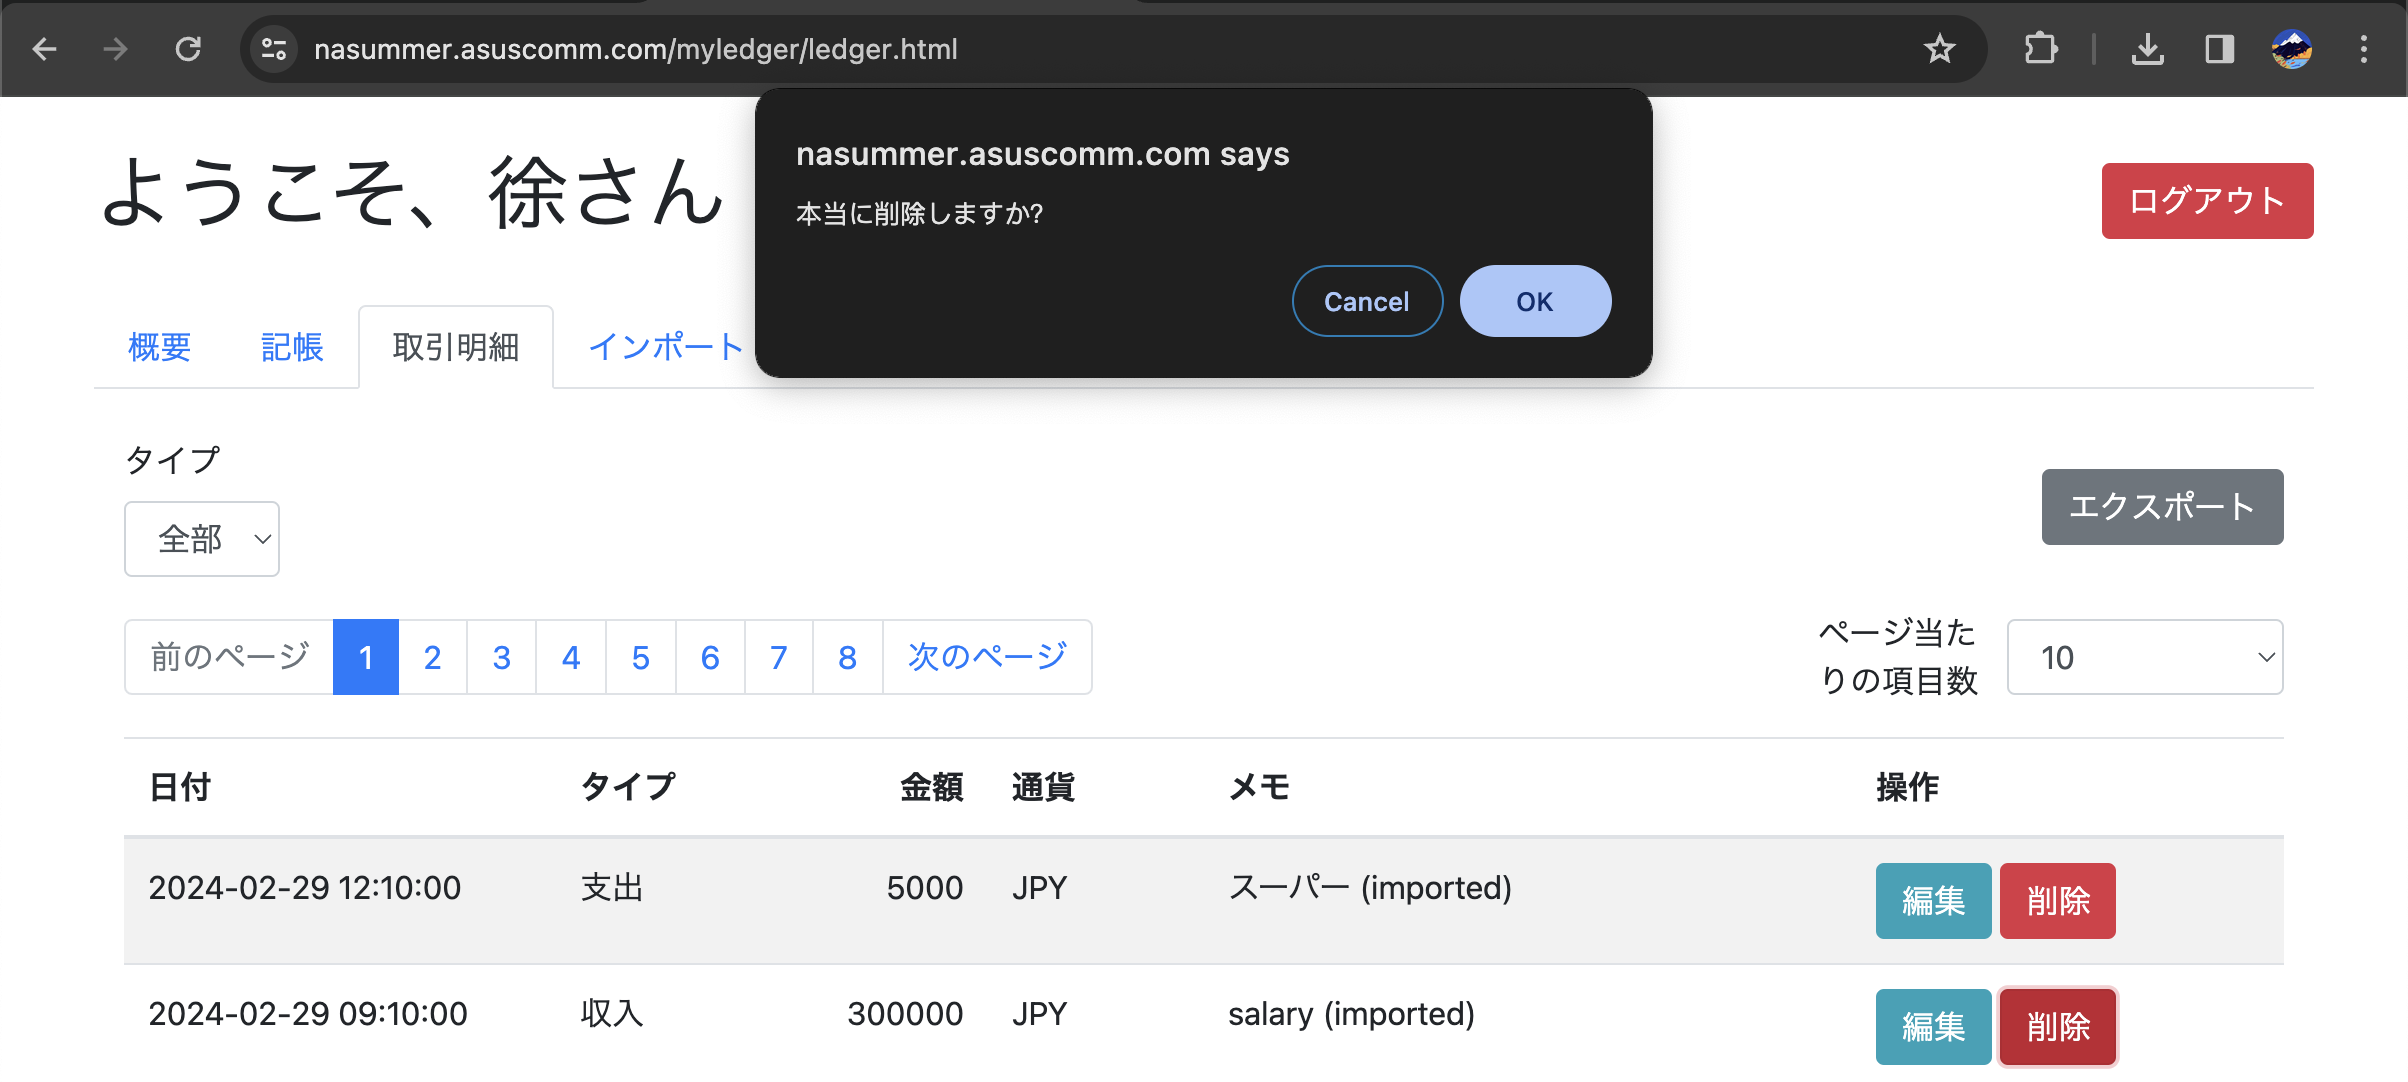 nasummer.asuscomm.com/myledger/ledger.html
nasummer.asuscomm.com says
本当に削除しますか?
Cancel OK
ようこそ、徐さん
ログアウト
概要 記帳 取引明細 インポート
タイプ
全部
エクスポート
前のページ 1 2 3 4 5 6 7 8 次のページ
ページ当た
りの項目数
10
日付 タイプ 金額 通貨 メモ 操作
2024-02-29 12:10:00 支出 5000 JPY スーパー (imported) 編集 削除
2024-02-29 09:10:00 収入 300000 JPY salary (imported) 編集 削除